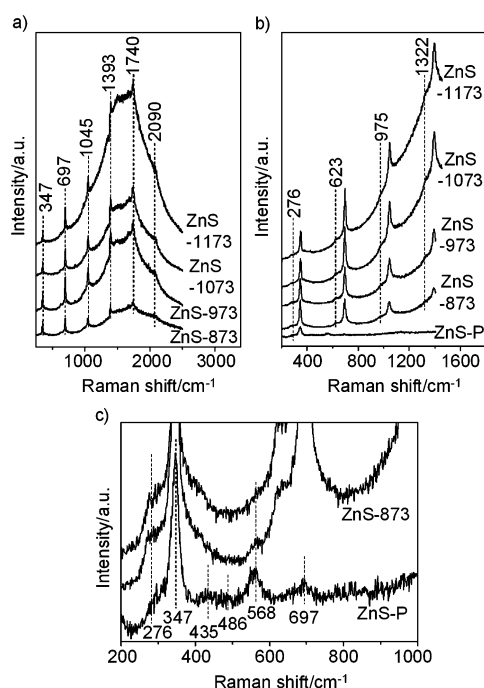 a)
Intensity/a.u.
347
697
1045
1393
1740
2090
ZnS
-1173
ZnS
-1073
ZnS-973
ZnS-873
1000 2000 3000
Raman shift/cm-1
b)
Intensity/a.u.
276
623
975
1322
ZnS
-1173
ZnS
-1073
ZnS
-973
ZnS
-873
ZnS-P
400 800 1200 1600
Raman shift/cm-1
c)
Intensity/a.u.
ZnS-873
ZnS-P
276
347
435
486
568
697
200 400 600 800 1000
Raman shift/cm-1